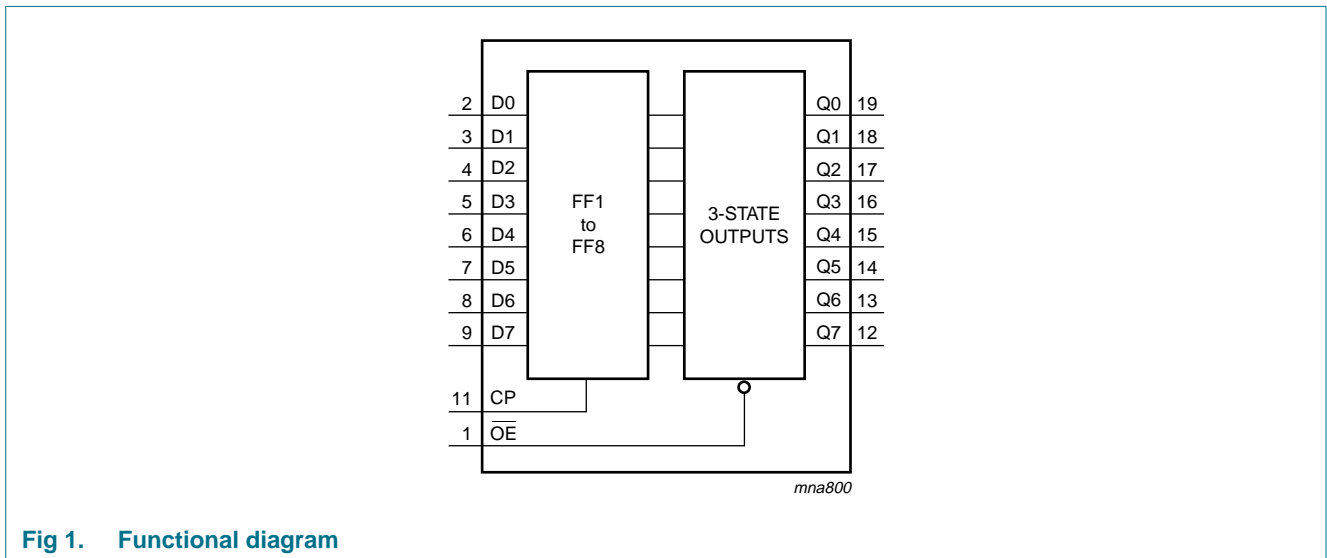 2 D0 Q0 19
3 D1 Q1 18
4 D2 Q2 17
5 D3 FF1 Q3 16
to 3-STATE
6 D4 FF8 OUTPUTS Q4 15
7 D5 Q5 14
8 D6 Q6 13
9 D7 Q7 12
11 CP
1 O̅E̅
mna800
Fig 1. Functional diagram